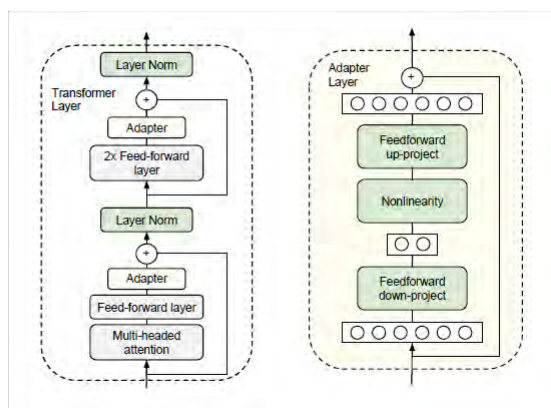 Layer Norm
Transformer
Layer
+
Adapter
2x Feed-forward
layer
Layer Norm
+
Adapter
Feed-forward layer
Multi-headed
attention
Adapter
Layer
+
Feedforward
up-project
Nonlinearity
Feedforward
down-project